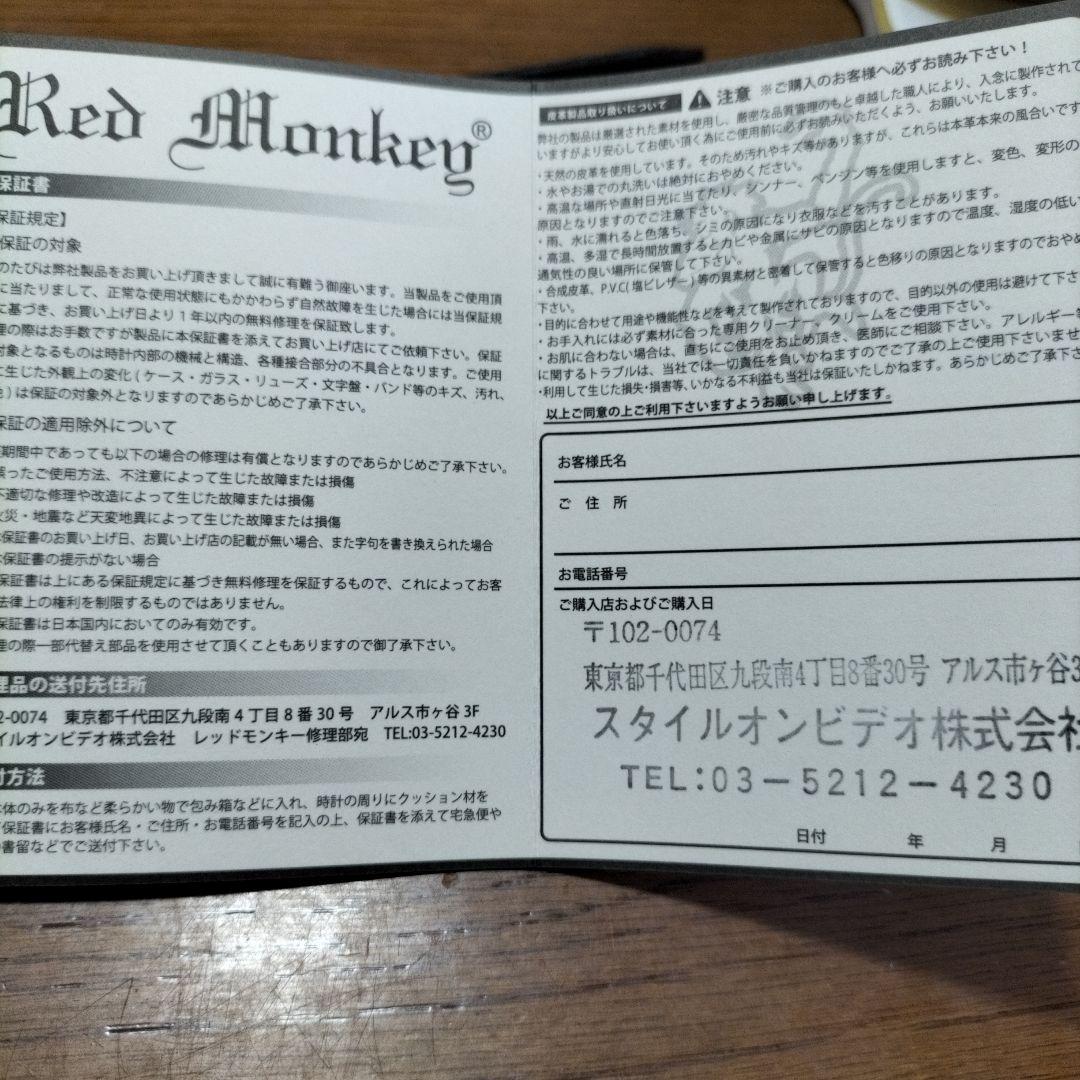 Red Monkey®
保証書
保証規定】
保証の対象
のたびは弊社製品をお買い上げ頂きまして誠に有難う御座います。当製品をご使用頂
に当たりまして、正常な使用状態にもかかわらず自然故障を生じた場合には当保証規
に基づき、お買い上げ日より1年以内の無料修理を保証致します。
理の際はお手数ですが製品に本保証書を添えてお買い上げ店にてご依頼下さい。保証
対象となるものは時計内部の機械と構造、各種接合部分の不具合となります。ご使用
に生じた外観上の変化(ケース・ガラス・リューズ・文字盤・バンド等のキズ、汚れ、
)は保証の対象外となりますのであらかじめご了承下さい。
保証の適用除外について
期間中であっても以下の場合の修理は有償となりますのであらかじめご了承下さい。
誤ったご使用方法、不注意によって生じた故障または損傷
不適切な修理や改造によって生じた故障または損傷
火災・地震など天変地異によって生じた故障または損傷
保証書のお買い上げ日、お買い上げ店の記載が無い場合、また字句を書き換えられた場合
保証書の提示がない場合
保証書は上にある保証規定に基づき無料修理を保証するもので、これによってお客
法律上の権利を制限するものではありません。
保証書は日本国内においてのみ有効です。
理の際一部代替え部品を使用させて頂くこともありますので御了承下さい。
理品の送付先住所
2-0074 東京都千代田区九段南4丁目8番30号 アルス市ヶ谷3F
イルオンビデオ株式会社 レッドモンキー修理部宛 TEL:03-5212-4230
付方法
体のみを布など柔らかい物で包み箱などに入れ、時計の周りにクッション材を
保証書にお客様氏名・ご住所・お電話番号を記入の上、保証書を添えて宅急便や
書留などでご送付下さい。
皮革製品取り扱いについて 注意 ※ご購入のお客様へ必ずお読み下さい!
弊社の製品は厳選された素材を使用し、厳密な品質管理のもと卓越した職人により、入念に製作されて
いますがより安心してお使い頂く為にご使用前に必ずお読みいただくよう、お願いいたします。
・天然の皮革を使用しています。そのため汚れやキズ等がありますが、これらは本革本来の風合いです
・水やお湯での丸洗いは絶対におやめください。
・高温な場所や直射日光に当てたり、シンナー、ベンジン等を使用しますと、変色、変形の
原因となりますのでご注意下さい。
・雨、水に濡れると色落ち、シミの原因になり衣服などを汚すことがあります。
・高温、多湿で長時間放置するとカビや金属にサビの原因となりますので温度、湿度の低い
通気性の良い場所に保管して下さい。
・合成皮革、P.V.C(塩ビレザー)等の異素材と密着して保管すると色移りの原因となりますのでおやめ
下さい。
・目的に合わせて用途や機能性などを考えて製作されておりますので、目的以外の使用は避けて下さ
・お手入れには必ず素材に合った専用クリーナー、クリームをご使用下さい。
・お肌に合わない場合は、直ちにご使用をお止め頂き、医師にご相談下さい。アレルギー等
に関するトラブルは、当社では一切責任を負いかねますのでご了承の上ご使用下さいませ
・利用して生じた損失・損害等、いかなる不利益も当社は保証いたしかねます。あらかじめご了承下さ
以上ご同意の上ご利用下さいますようお願い申し上げます。
お客様氏名
ご住所
お電話番号
ご購入店およびご購入日
〒102-0074
東京都千代田区九段南4丁目8番30号 アルス市ヶ谷3
スタイルオンビデオ株式会社
TEL:03-5212-4230
日付 年 月